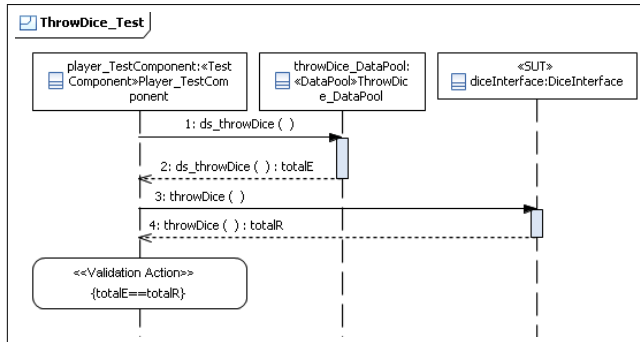 ThrowDice_Test
player_TestComponent:«Test
Component»Player_TestCom
ponent
throwDice_DataPool:
«DataPool»ThrowDic
e_DataPool
«SUT»
diceInterface:DiceInterface
1: ds_throwDice ( )
2: ds_throwDice ( ) : totalE
3: throwDice ( )
4: throwDice ( ) : totalR
<<Validation Action>>
{totalE==totalR}